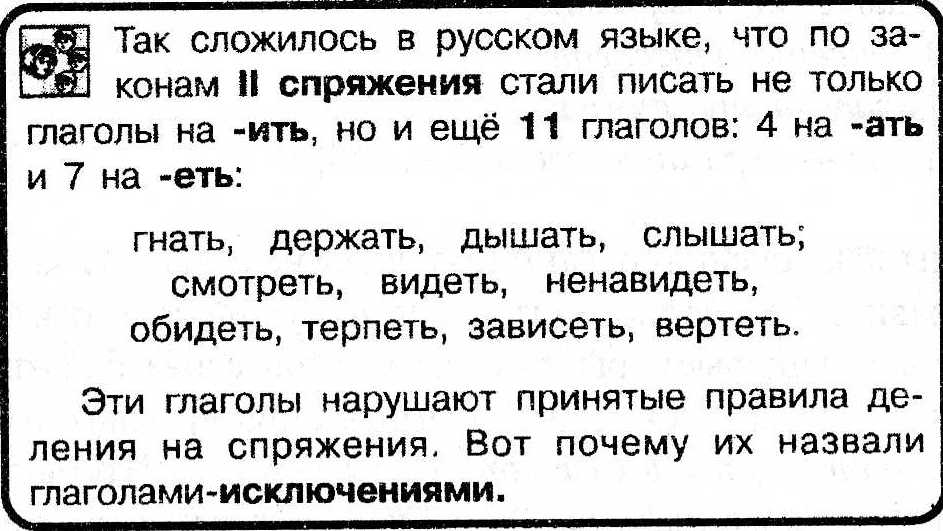 Так сложилось в русском языке, что по за-
конам II спряжения стали писать не только
глаголы на -ить, но и ещё 11 глаголов: 4 на -ать
и 7 на -еть:
гнать, держать, дышать, слышать;
смотреть, видеть, ненавидеть,
обидеть, терпеть, зависеть, вертеть.
Эти глаголы нарушают принятые правила де-
ления на спряжения. Вот почему их назвали
глаголами-исключениями.